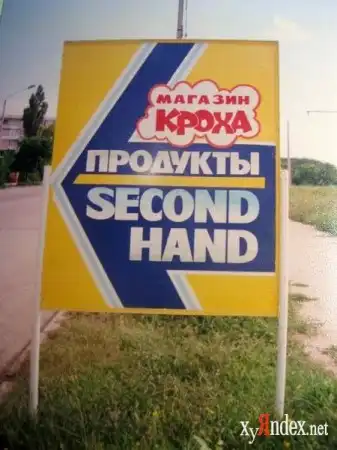 МАГАЗИН
КРОХА
ПРОДУКТЫ
SECOND
HAND
XyЯndex.net